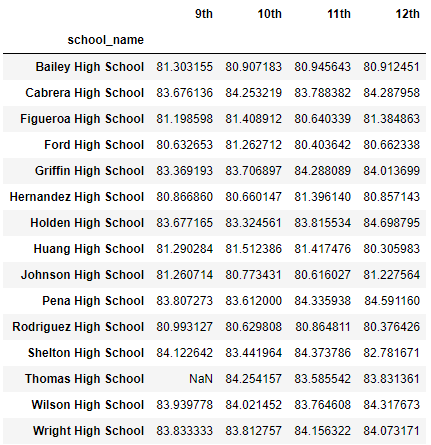 9th 10th 11th 12th
school_name
Bailey High School 81.303155 80.907183 80.945643 80.912451
Cabrera High School 83.676136 84.253219 83.788382 84.287958
Figueroa High School 81.198598 81.408912 80.640339 81.384863
Ford High School 80.632653 81.262712 80.403642 80.662338
Griffin High School 83.369193 83.706897 84.288089 84.013699
Hernandez High School 80.866860 80.660147 81.396140 80.857143
Holden High School 83.677165 83.324561 83.815534 84.698795
Huang High School 81.290284 81.512386 81.417476 80.305983
Johnson High School 81.260714 80.773431 80.616027 81.227564
Pena High School 83.807273 83.612000 84.335938 84.591160
Rodriguez High School 80.993127 80.629808 80.864811 80.376426
Shelton High School 84.122642 83.441964 84.373786 82.781671
Thomas High School NaN 84.254157 83.585542 83.831361
Wilson High School 83.939778 84.021452 83.764608 84.317673
Wright High School 83.833333 83.812757 84.156322 84.073171